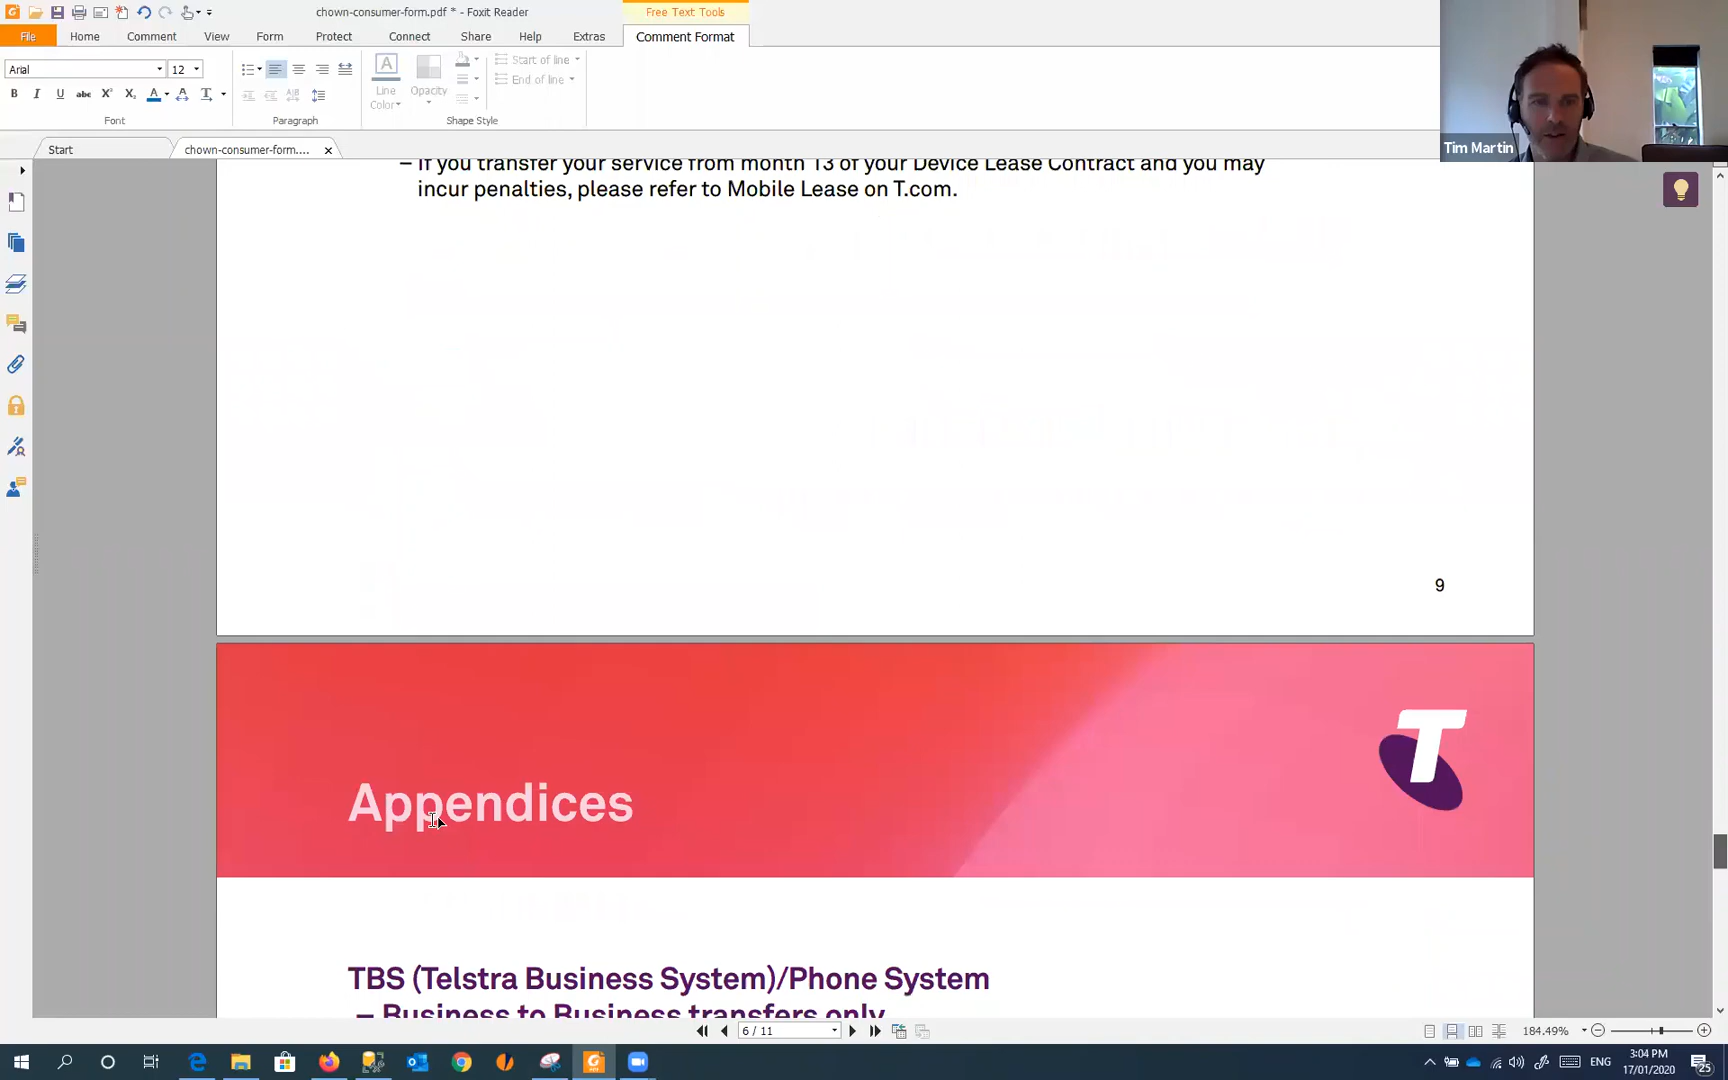 chown-consumer-form.pdf * - Foxit Reader
Free Text Tools
File
Home
Comment
View
Form
Protect
Connect
Share
Help
Extras
Comment Format
Arial
12
Start of line
End of line
B I U abc X² X₂ A A T
Line
Color
Opacity
Font
Paragraph
Shape Style
Start
chown-consumer-form....
Tim Martin
– If you transfer your service from month 13 of your Device Lease Contract and you may
incur penalties, please refer to Mobile Lease on T.com.
9
T
Appendices
TBS (Telstra Business System)/Phone System
– Business to Business transfers only
6 / 11
184.49%
ENG
3:04 PM
17/01/2020
25